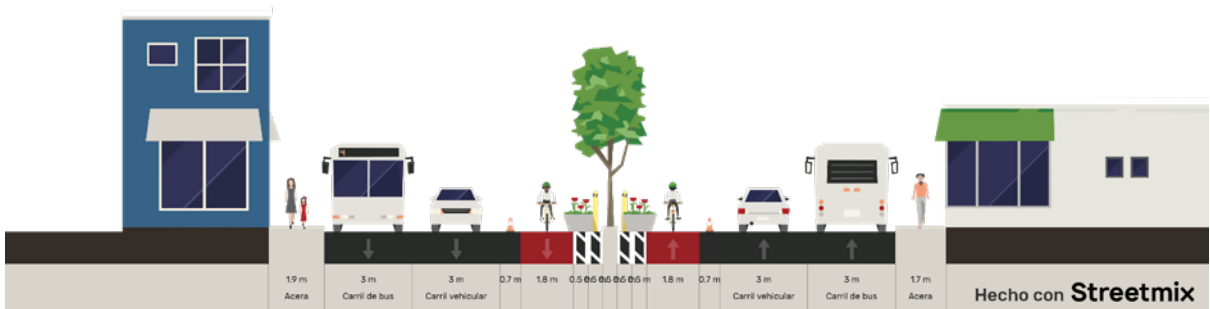 4
1.9 m 3 m 3 m 0.7 m 1.8 m 1.8 m 0.7 m 3 m 3 m 1.7 m
Acera Carril de bus Carril vehicular Carril vehicular Carril de bus Acera
Hecho con Streetmix